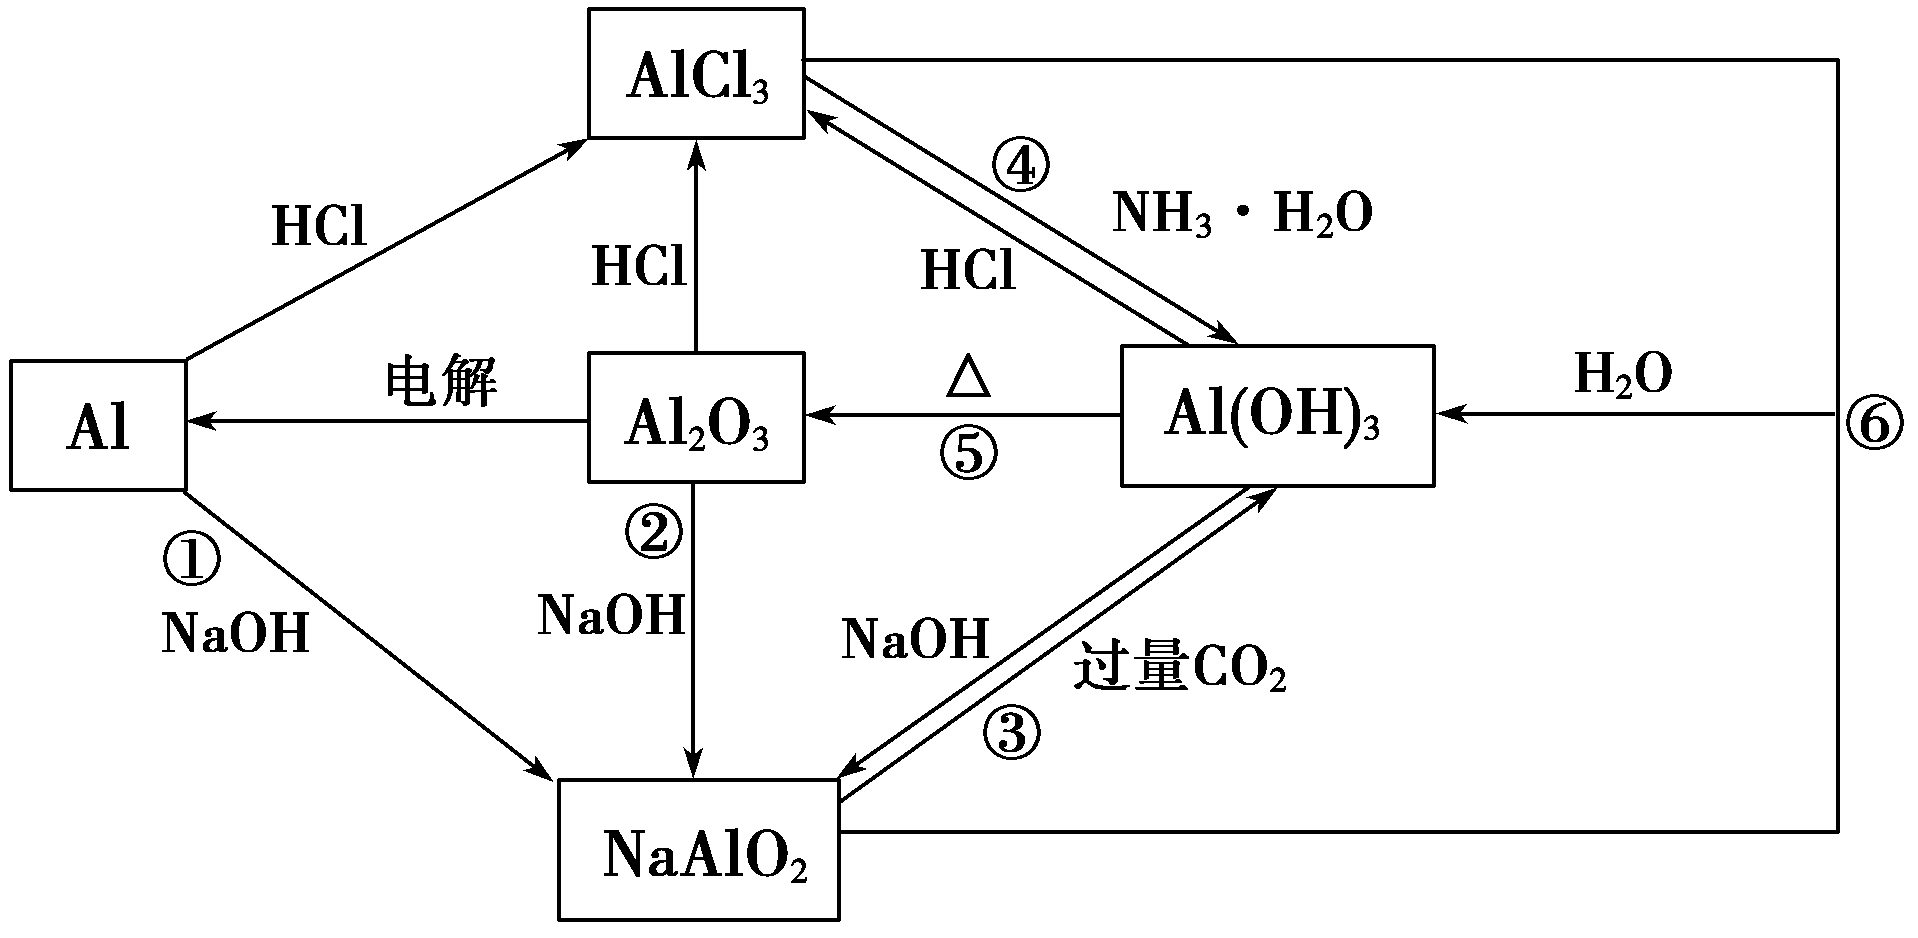 AlCl₃
④
HCl
NH₃·H₂O
HCl
HCl
电解
△
H₂O
Al
Al₂O₃
Al(OH)₃
⑤
⑥
①
②
NaOH
NaOH
NaOH
过量CO₂
③
NaAlO₂